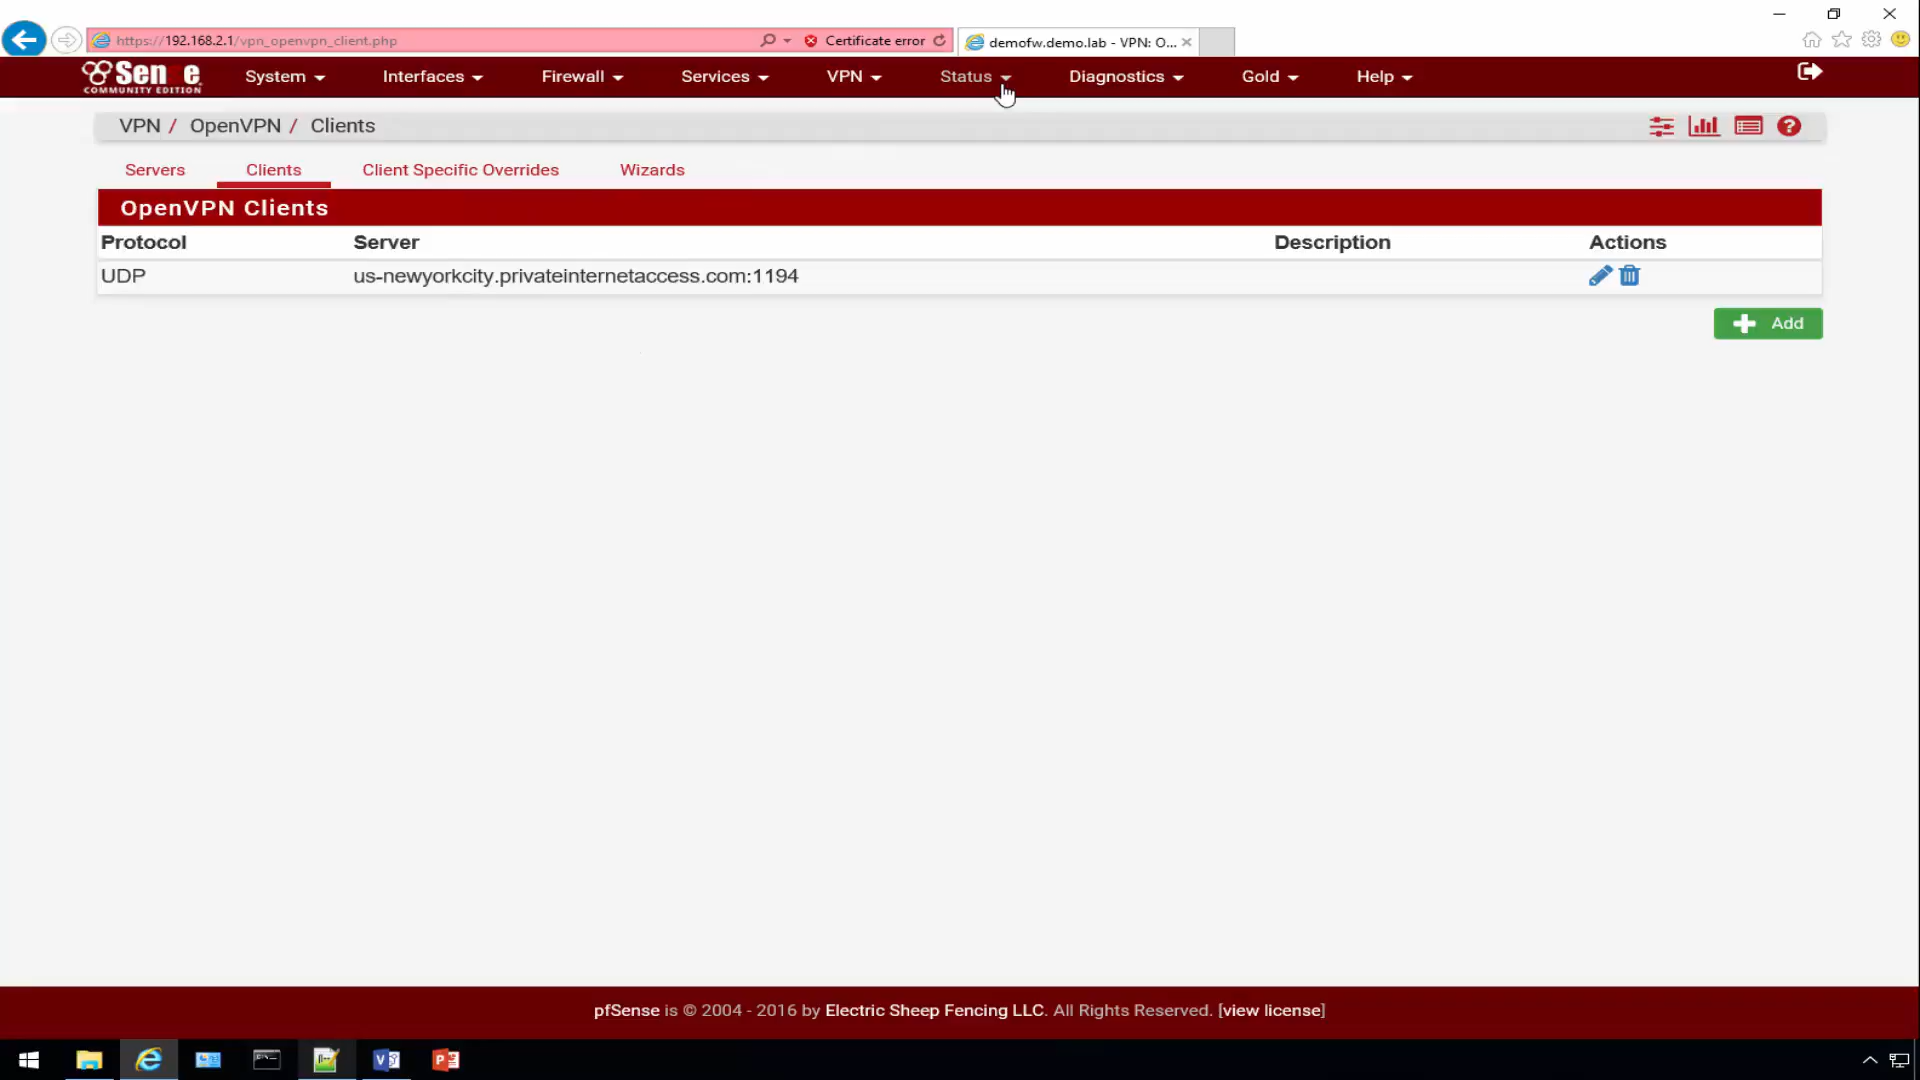 https://192.168.2.1/vpn_openvpn_client.php
Certificate error
demofw.demo.lab - VPN: O...
Sense
COMMUNITY EDITION
System
Interfaces
Firewall
Services
VPN
Status
Diagnostics
Gold
Help
VPN / OpenVPN / Clients
Servers
Clients
Client Specific Overrides
Wizards
OpenVPN Clients
Protocol Server Description Actions
UDP us-newyorkcity.privateinternetaccess.com:1194
Add
pfSense is © 2004 - 2016 by Electric Sheep Fencing LLC. All Rights Reserved. [view license]